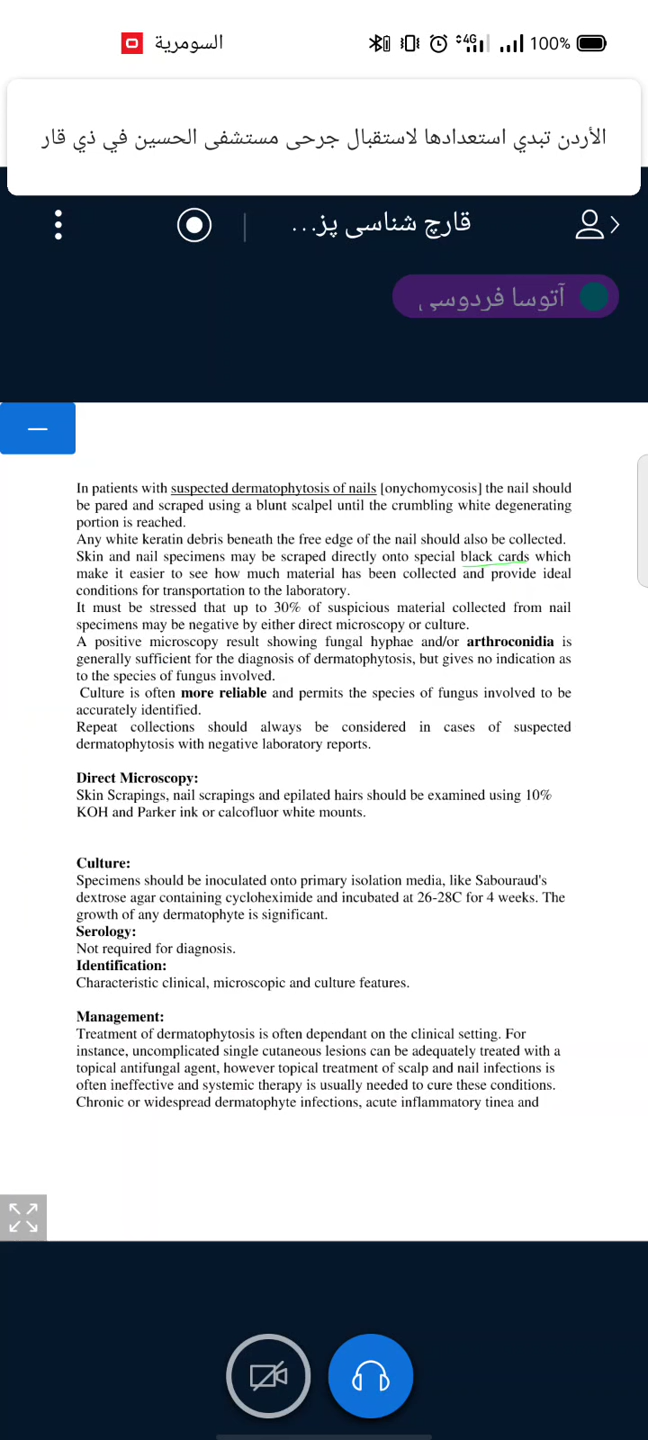 السومرية
100%
4G
الأردن تبدي استعدادها لاستقبال جرحى مستشفى الحسين في ذي قار
قارچ شناسی پز...
آتوسا فردوسی
In patients with suspected dermatophytosis of nails [onychomycosis] the nail should
be pared and scraped using a blunt scalpel until the crumbling white degenerating
portion is reached.
Any white keratin debris beneath the free edge of the nail should also be collected.
Skin and nail specimens may be scraped directly onto special black cards which
make it easier to see how much material has been collected and provide ideal
conditions for transportation to the laboratory.
It must be stressed that up to 30% of suspicious material collected from nail
specimens may be negative by either direct microscopy or culture.
A positive microscopy result showing fungal hyphae and/or arthroconidia is
generally sufficient for the diagnosis of dermatophytosis, but gives no indication as
to the species of fungus involved.
Culture is often more reliable and permits the species of fungus involved to be
accurately identified.
Repeat collections should always be considered in cases of suspected
dermatophytosis with negative laboratory reports.
Direct Microscopy:
Skin Scrapings, nail scrapings and epilated hairs should be examined using 10%
KOH and Parker ink or calcofluor white mounts.
Culture:
Specimens should be inoculated onto primary isolation media, like Sabouraud's
dextrose agar containing cycloheximide and incubated at 26-28C for 4 weeks. The
growth of any dermatophyte is significant.
Serology:
Not required for diagnosis.
Identification:
Characteristic clinical, microscopic and culture features.
Management:
Treatment of dermatophytosis is often dependant on the clinical setting. For
instance, uncomplicated single cutaneous lesions can be adequately treated with a
topical antifungal agent, however topical treatment of scalp and nail infections is
often ineffective and systemic therapy is usually needed to cure these conditions.
Chronic or widespread dermatophyte infections, acute inflammatory tinea and